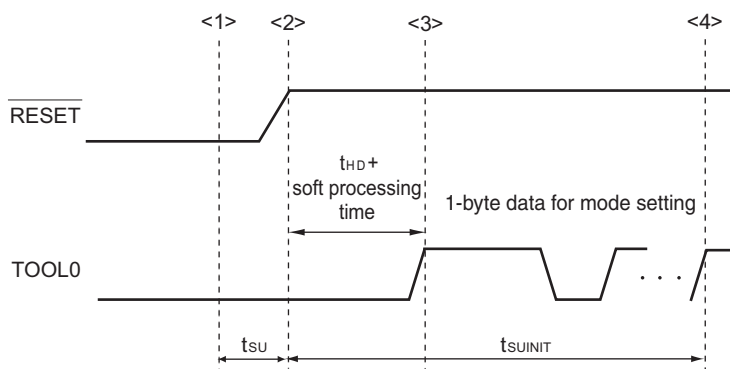 <1> <2> <3> <4>
RESET
tHD+
soft processing
time
1-byte data for mode setting
TOOL0
. . .
tSU
tSUINIT